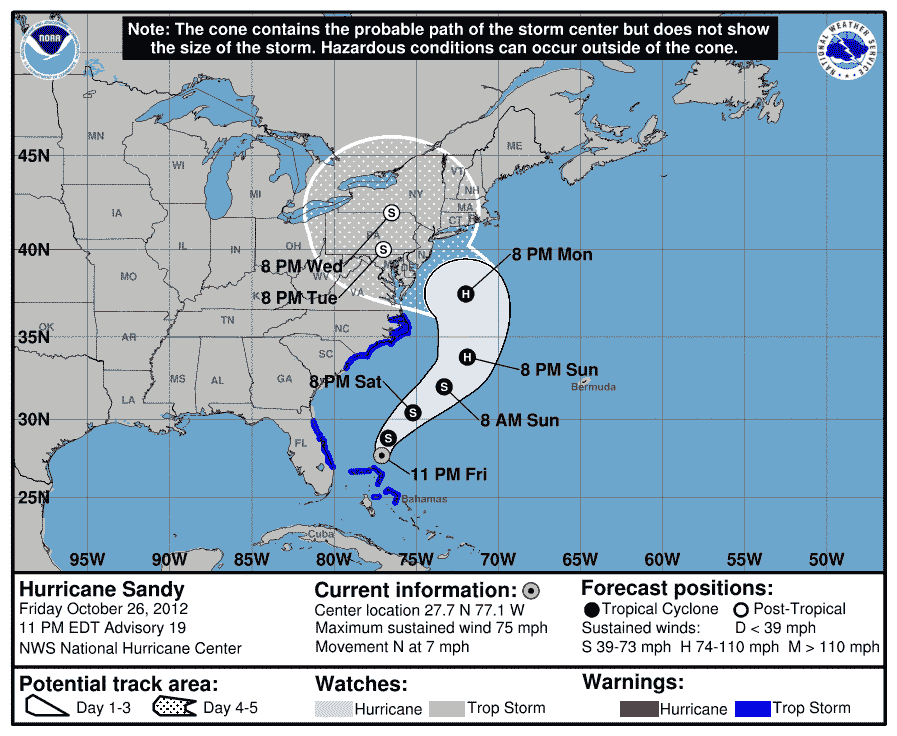 Note: The cone contains the probable path of the storm center but does not show
the size of the storm. Hazardous conditions can occur outside of the cone.
NOAA
NATIONAL WEATHER SERVICE
MN
ME
45N
WI
VT
MI
NY
NH
MA
IA
CT
PA
40N
IL
IN
OH
8 PM Mon
8 PM Wed
DE
MO
WV
8 PM Tue
VA
H
S
S
OK
TN
NC
35N
AR
SC
8 PM Sun
H
8 PM Sat
Bermuda
MS
AL
GA
S
LA
S
8 AM Sun
30N
FL
S
11 PM Fri
25N
Bahamas
Cuba
95W 90W 85W 80W 75W 70W 65W 60W 55W 50W
Hurricane Sandy
Friday October 26, 2012
11 PM EDT Advisory 19
NWS National Hurricane Center
Current information:
Center location 27.7 N 77.1 W
Maximum sustained wind 75 mph
Movement N at 7 mph
Forecast positions:
Tropical Cyclone Post-Tropical
Sustained winds: D < 39 mph
S 39-73 mph H 74-110 mph M > 110 mph
Potential track area:
Day 1-3 Day 4-5
Watches:
Hurricane Trop Storm
Warnings:
Hurricane Trop Storm